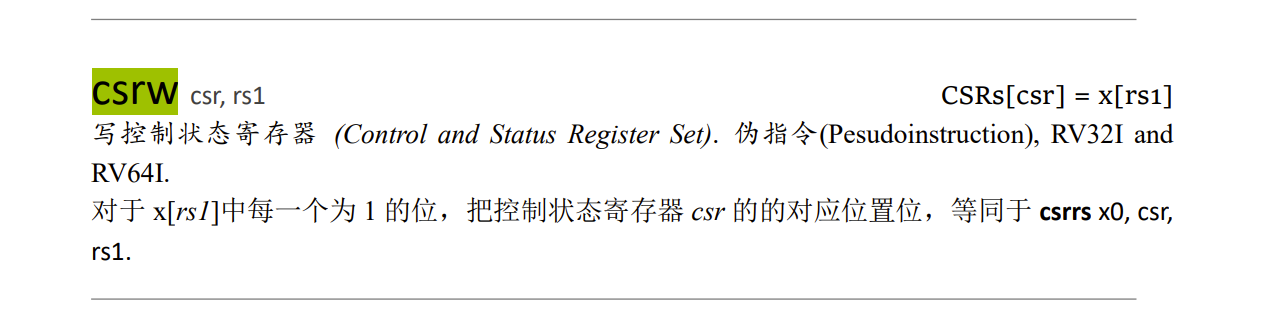 csrw csr, rs1 CSRs[csr] = x[rs1]
写控制状态寄存器 (Control and Status Register Set). 伪指令(Pesudoinstruction), RV32I and
RV64I.
对于 x[rs1]中每一个为 1 的位，把控制状态寄存器 csr 的的对应位置位，等同于 csrrs x0, csr,
rs1.